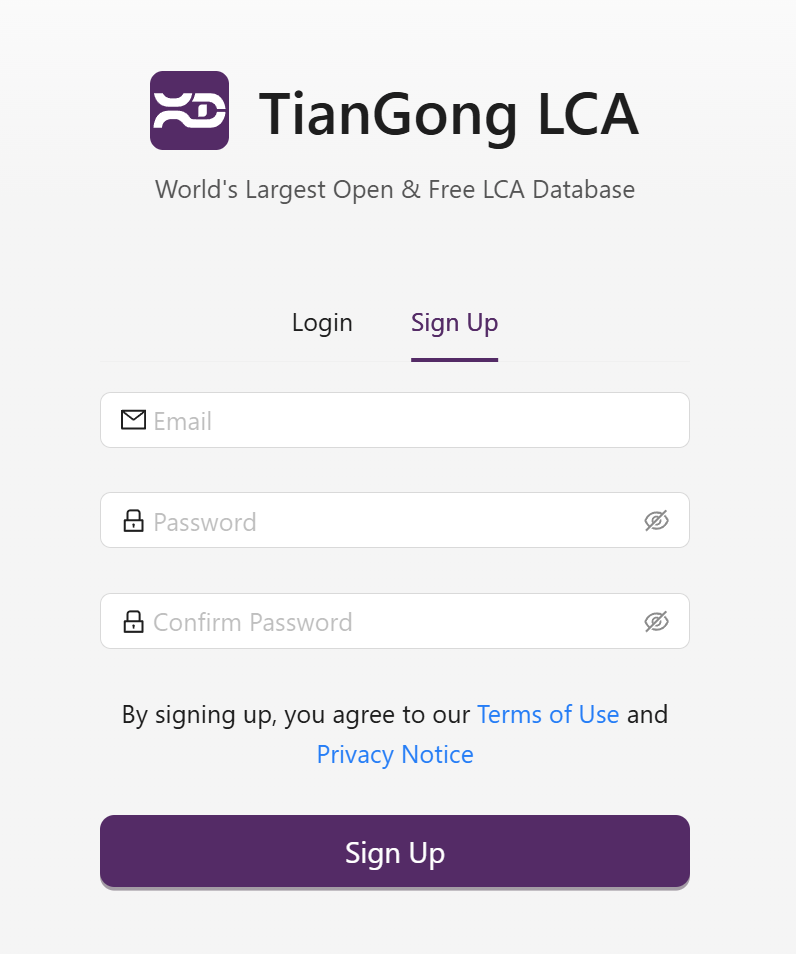 TianGong LCA
World's Largest Open & Free LCA Database
Login Sign Up
Email
Password
Confirm Password
By signing up, you agree to our Terms of Use and
Privacy Notice
Sign Up